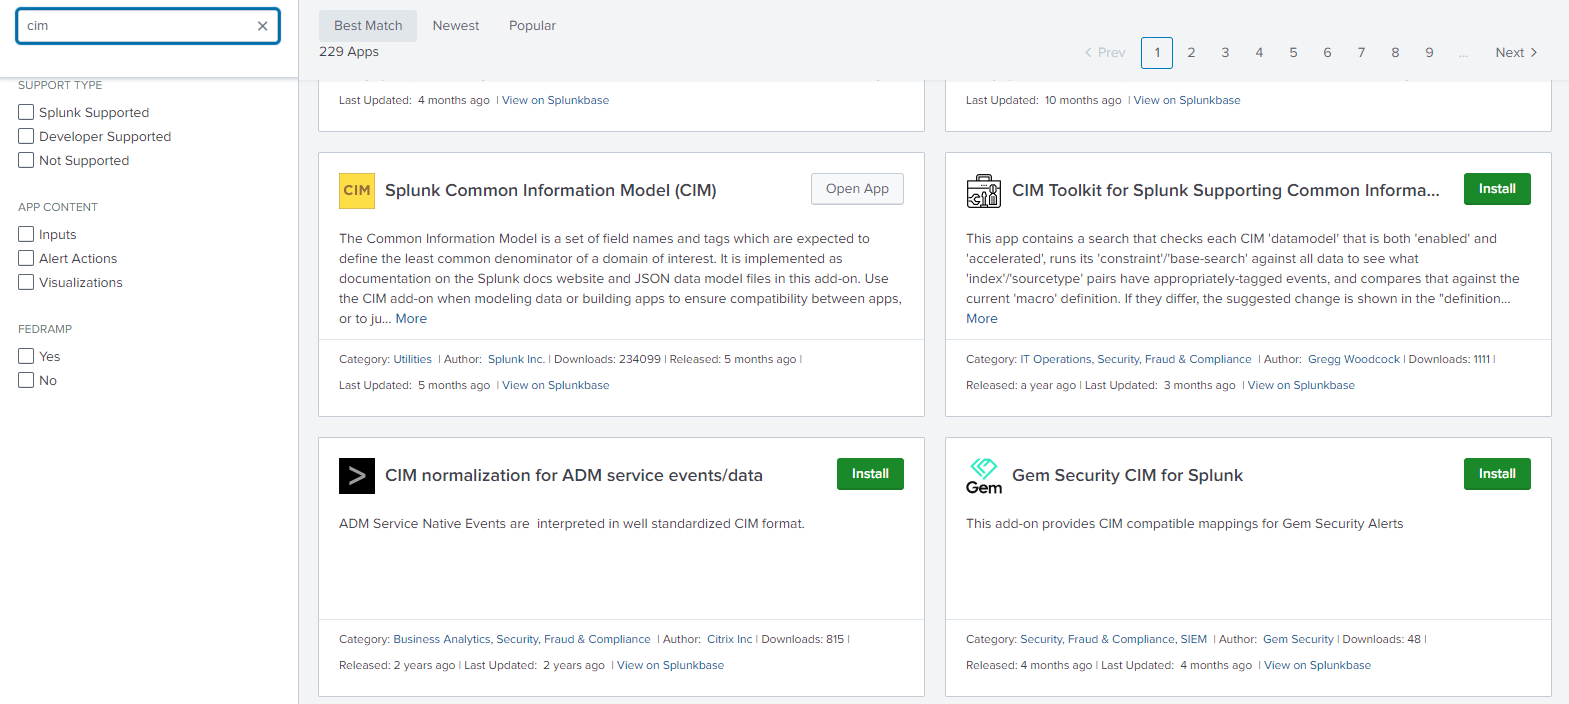 cim
SUPPORT TYPE
Splunk Supported
Developer Supported
Not Supported
APP CONTENT
Inputs
Alert Actions
Visualizations
FEDRAMP
Yes
No
Best Match Newest Popular
229 Apps
Prev 1 2 3 4 5 6 7 8 9 ... Next
Last Updated: 4 months ago | View on Splunkbase
Last Updated: 10 months ago | View on Splunkbase
CIM Splunk Common Information Model (CIM) Open App
The Common Information Model is a set of field names and tags which are expected to
define the least common denominator of a domain of interest. It is implemented as
documentation on the Splunk docs website and JSON data model files in this add-on. Use
the CIM add-on when modeling data or building apps to ensure compatibility between apps,
or to ju... More
Category: Utilities | Author: Splunk Inc. | Downloads: 234099 | Released: 5 months ago |
Last Updated: 5 months ago | View on Splunkbase
CIM Toolkit for Splunk Supporting Common Informa... Install
This app contains a search that checks each CIM 'datamodel' that is both 'enabled' and
'accelerated', runs its 'constraint'/'base-search' against all data to see what
'index'/'sourcetype' pairs have appropriately-tagged events, and compares that against the
current 'macro' definition. If they differ, the suggested change is shown in the "definition...
More
Category: IT Operations, Security, Fraud & Compliance | Author: Gregg Woodcock | Downloads: 1111 |
Released: a year ago | Last Updated: 3 months ago | View on Splunkbase
CIM normalization for ADM service events/data Install
ADM Service Native Events are interpreted in well standardized CIM format.
Category: Business Analytics, Security, Fraud & Compliance | Author: Citrix Inc | Downloads: 815 |
Released: 2 years ago | Last Updated: 2 years ago | View on Splunkbase
Gem Gem Security CIM for Splunk Install
This add-on provides CIM compatible mappings for Gem Security Alerts
Category: Security, Fraud & Compliance, SIEM | Author: Gem Security | Downloads: 48 |
Released: 4 months ago | Last Updated: 4 months ago | View on Splunkbase